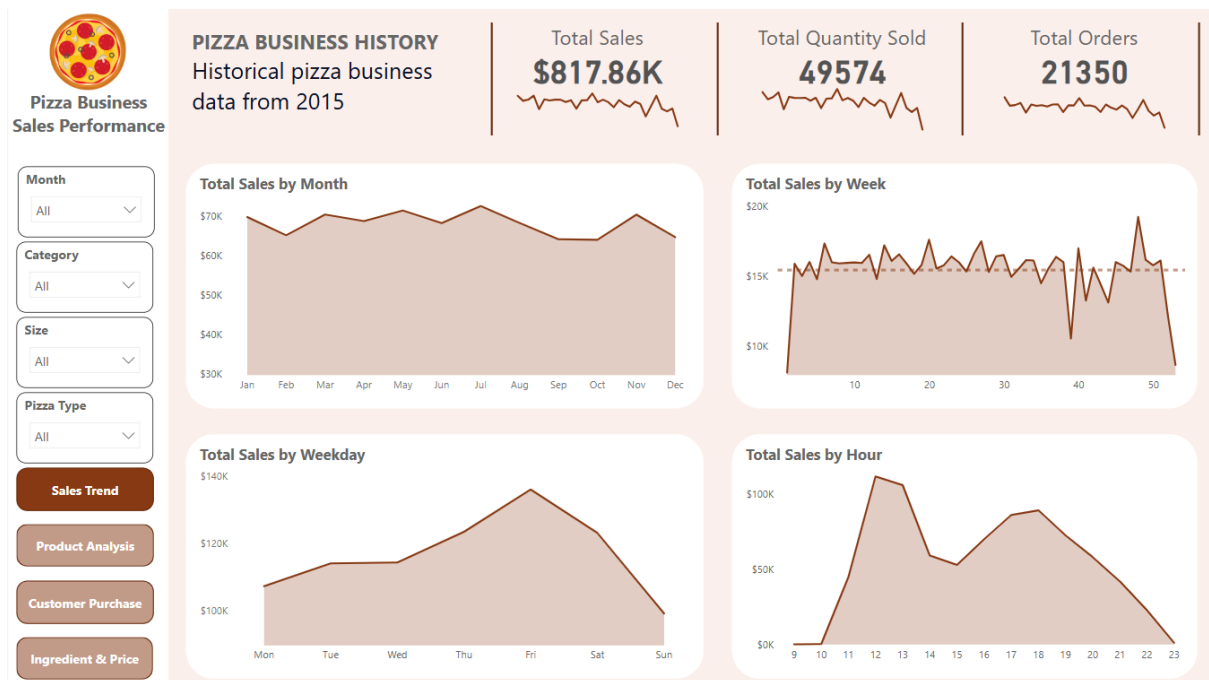 Pizza Business
Sales Performance
PIZZA BUSINESS HISTORY
Historical pizza business
data from 2015
Total Sales
$817.86K
Total Quantity Sold
49574
Total Orders
21350
Month
All
Category
All
Size
All
Pizza Type
All
Sales Trend
Product Analysis
Customer Purchase
Ingredient & Price
Total Sales by Month
$70K
$60K
$50K
$40K
$30K
Jan Feb Mar Apr May Jun Jul Aug Sep Oct Nov Dec
Total Sales by Week
$20K
$15K
$10K
10 20 30 40 50
Total Sales by Weekday
$140K
$120K
$100K
Mon Tue Wed Thu Fri Sat Sun
Total Sales by Hour
$100K
$50K
$0K
9 10 11 12 13 14 15 16 17 18 19 20 21 22 23